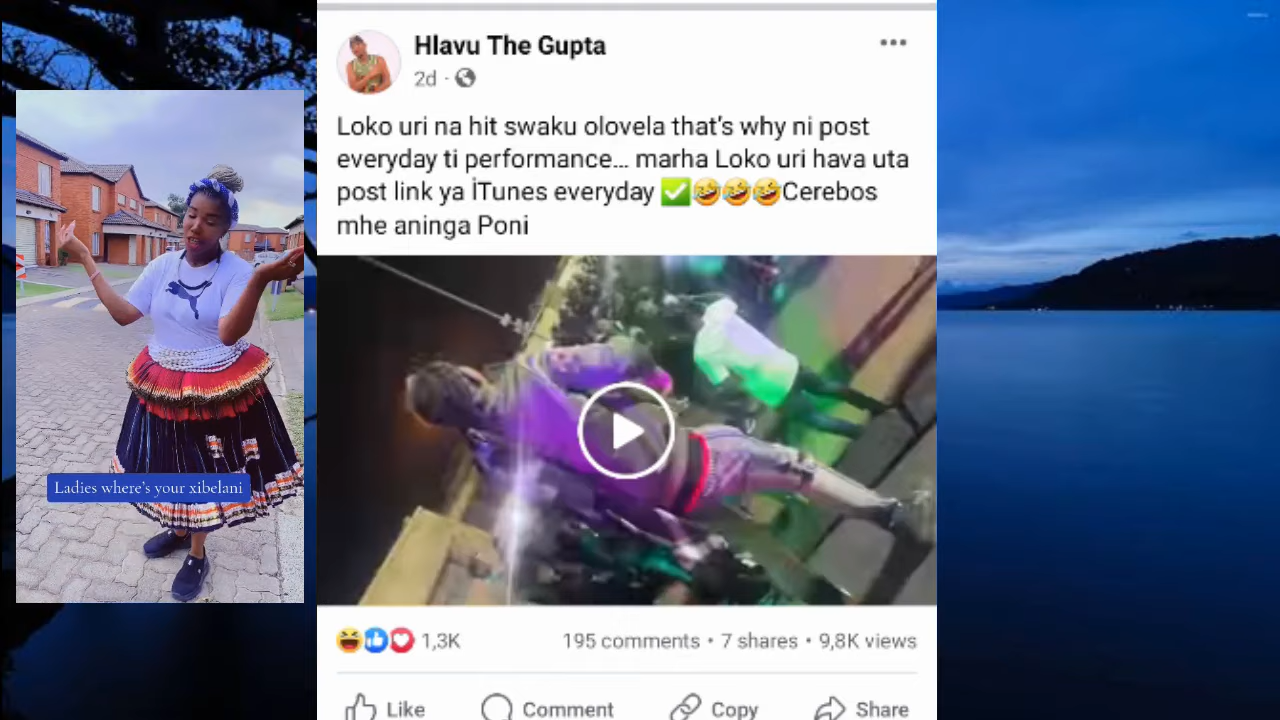 Hlavu The Gupta
2d ·
Loko uri na hit swaku olovela that's why ni post
everyday ti performance... marha Loko uri hava uta
post link ya İTunes everyday ✅🤣🤣🤣Cerebos
mhe aninga Poni
Ladies where's your xibelani
1,3K
195 comments • 7 shares • 9,8K views
Like
Comment
Copy
Share